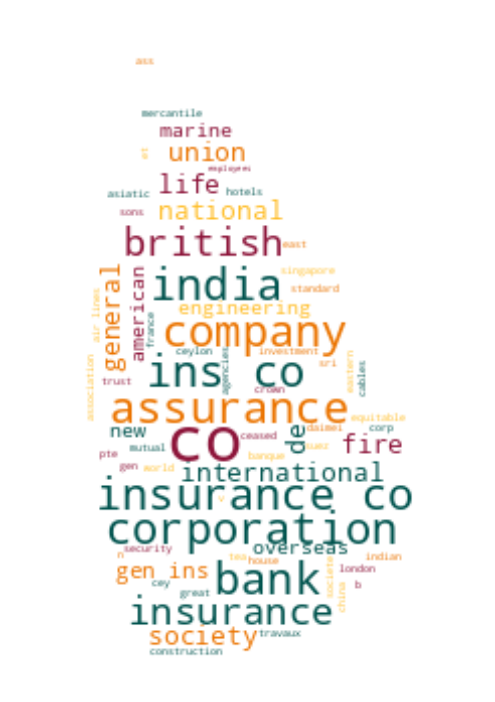 ass
mercantile
marine
al union
employees
life hotels
asiatic
sons national
british east
india singapore
general american standard
air lines engineering
france company
ceylon investment
ins co sri eastern
association trust agencies crown cables
assurance equitable
new co ceased de daimei corp
mutual suez fire
pte banque
gen world international
insurance co
v
corporation
security overseas
n tea house indian
gen ins bank societe london
cey b
great china
insurance
society travaux
construction